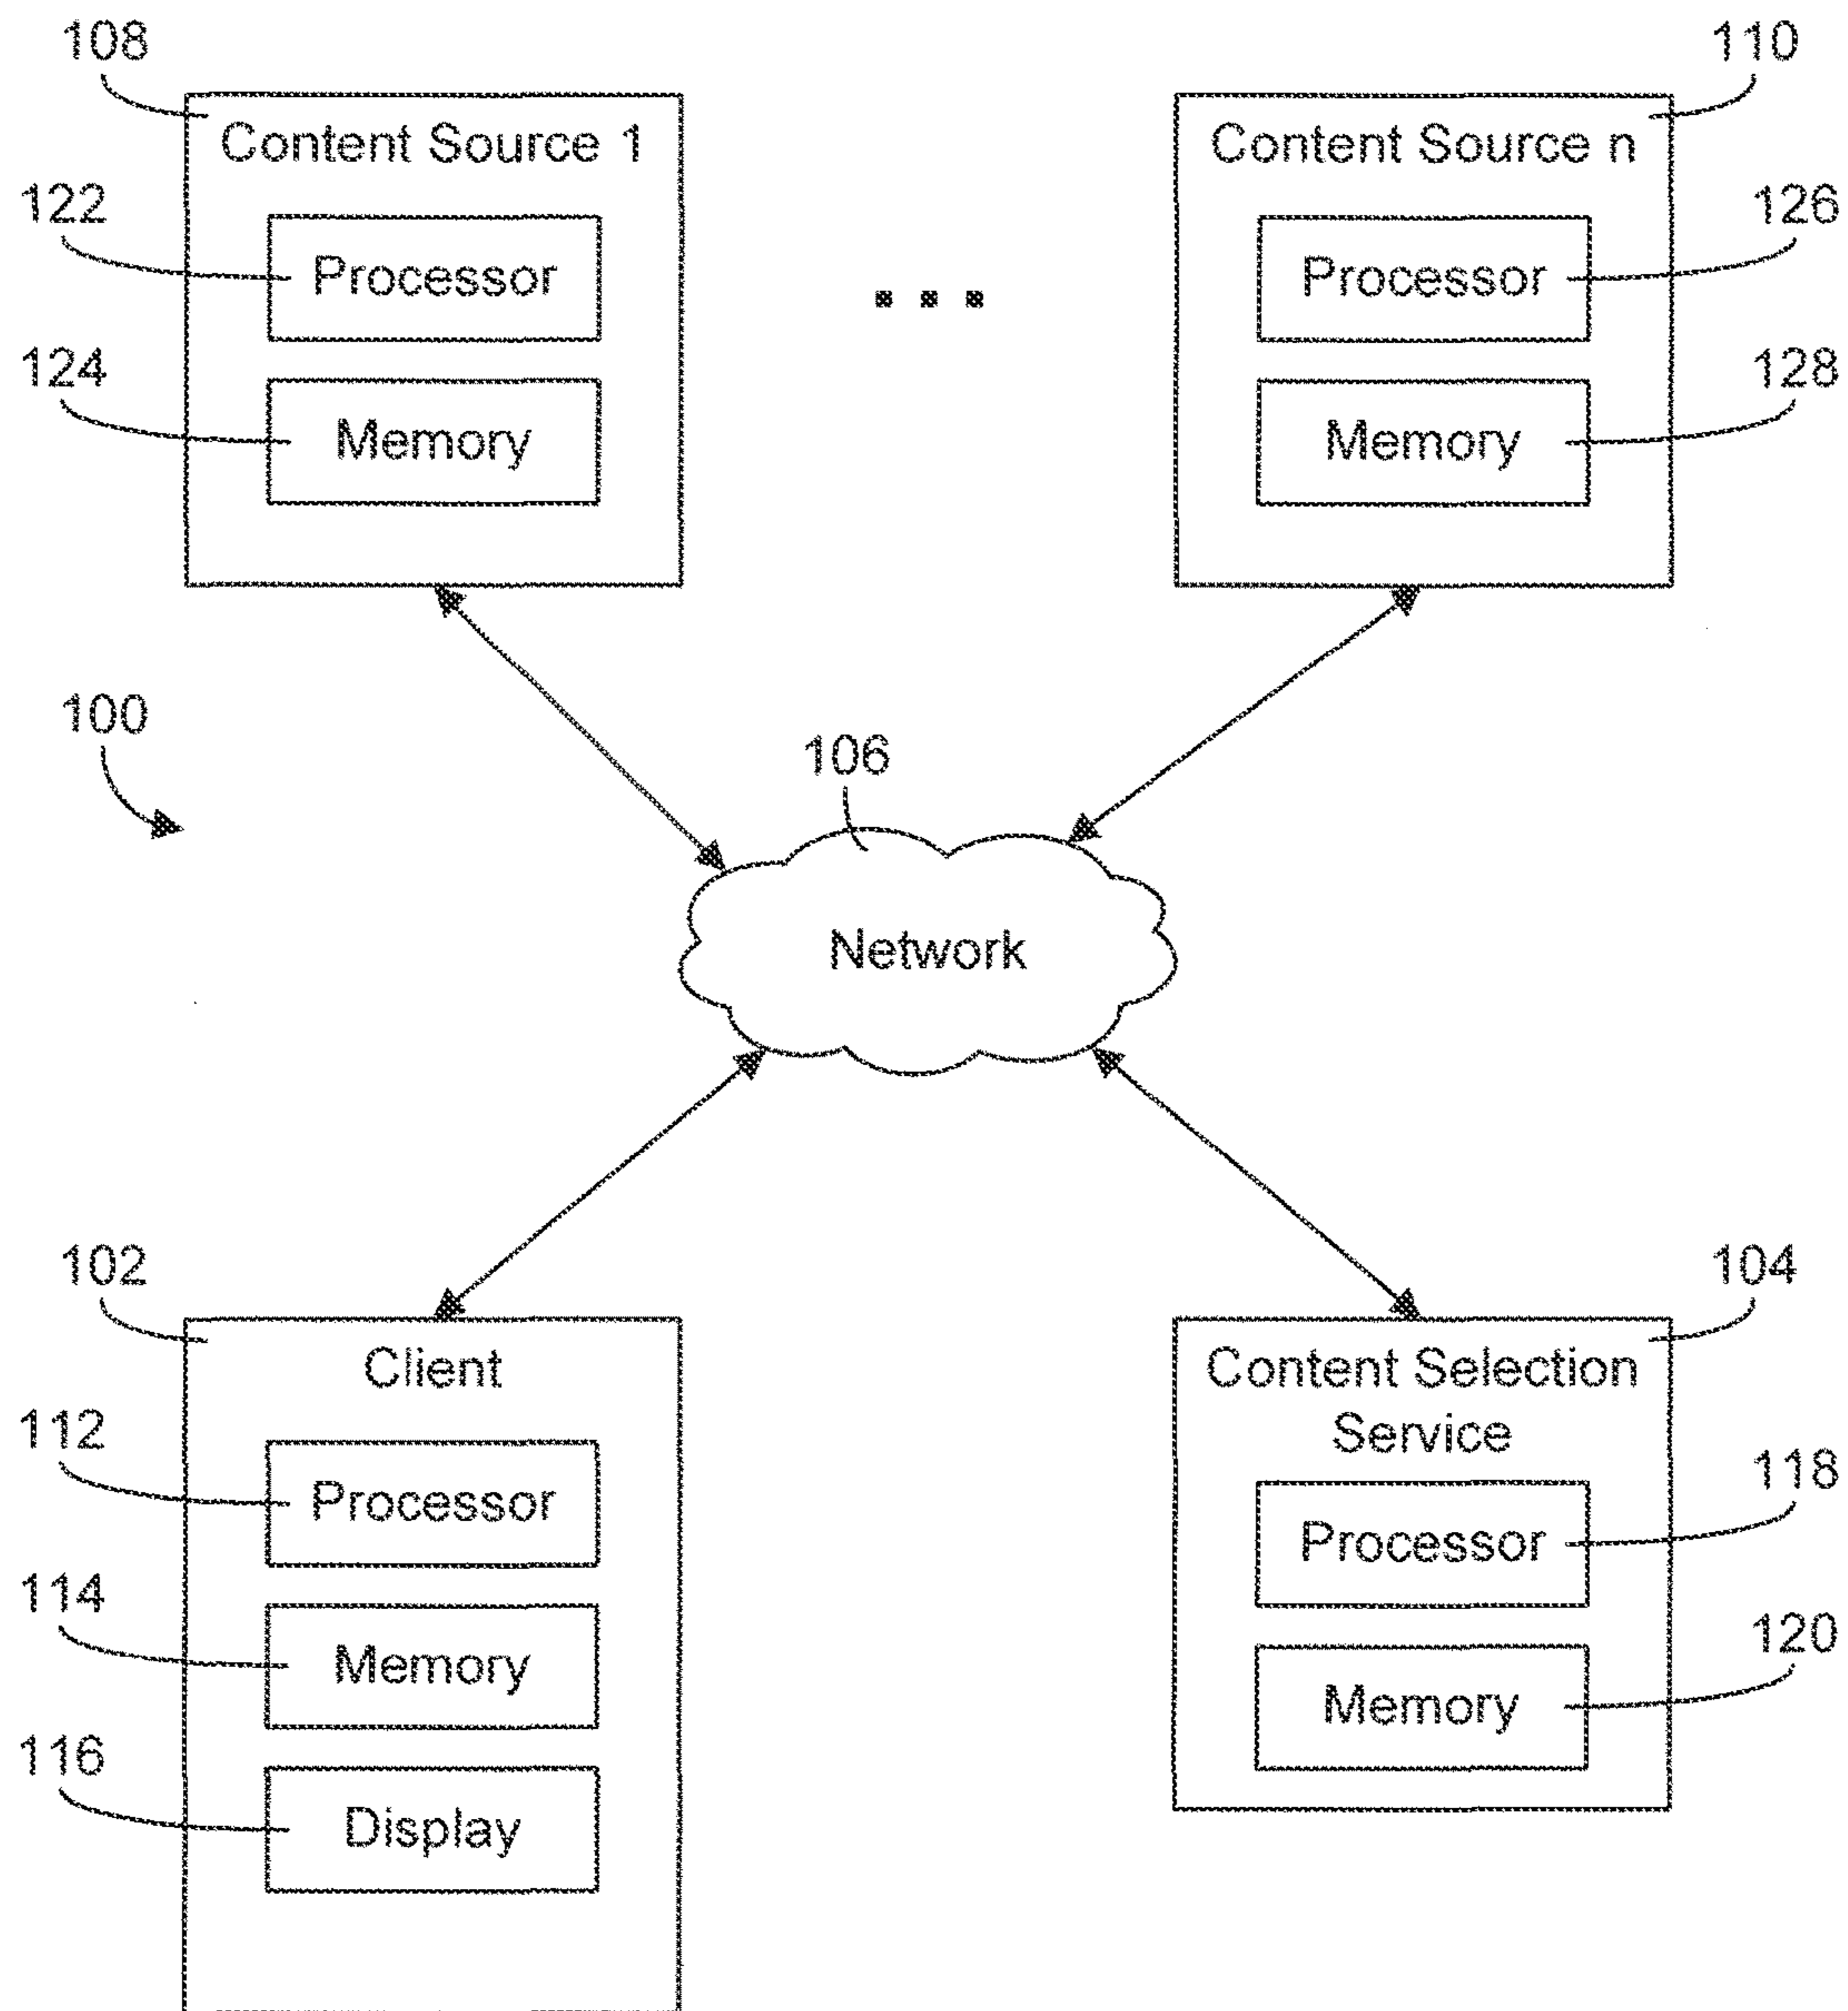 108
110
Content Source 1
Content Source n
122
Processor
Processor
126
124
Memory
...
Memory
128
100
106
Network
102
104
Client
Content Selection
Service
112
Processor
118
Processor
114
Memory
120
Memory
116
Display